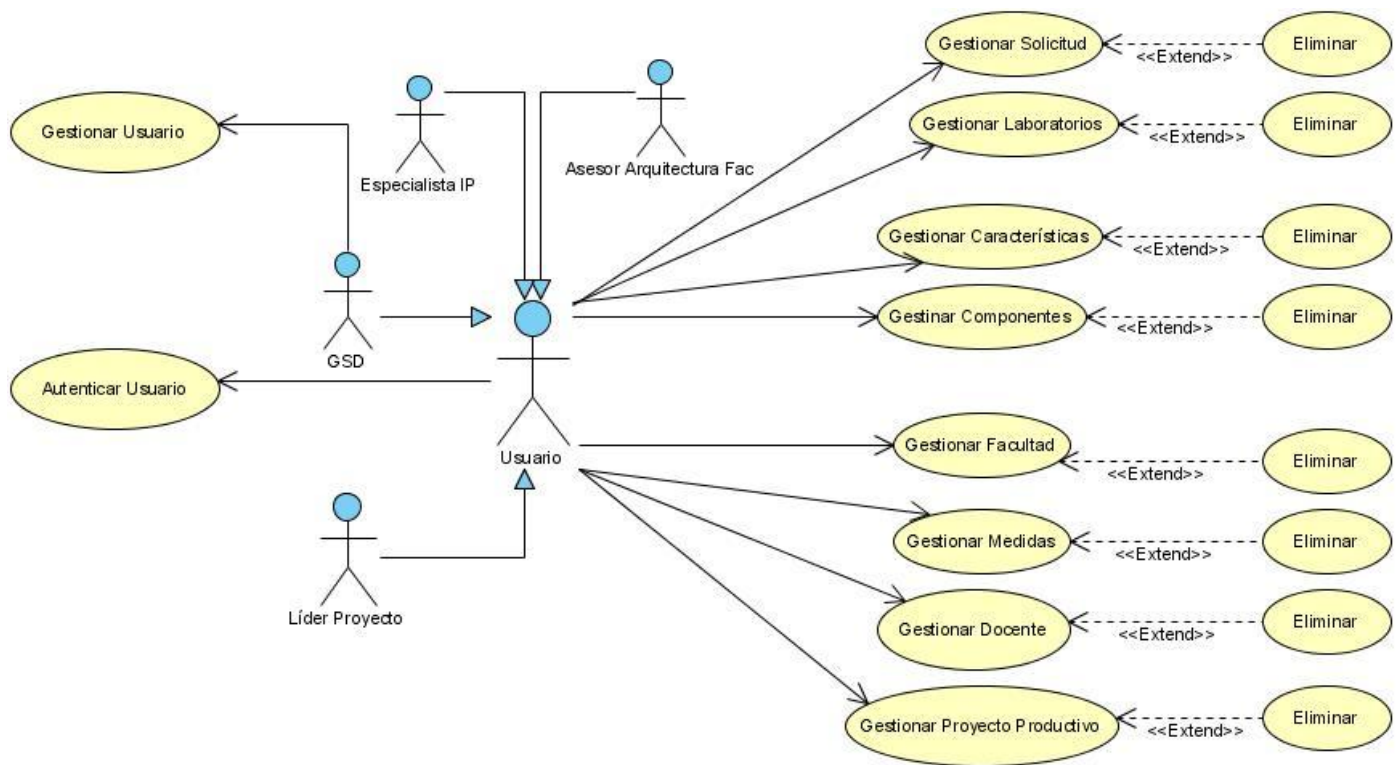 Gestionar Solicitud
<<Extend>>
Eliminar
Gestionar Usuario
Especialista IP
Asesor Arquitectura Fac
Gestionar Laboratorios
<<Extend>>
Eliminar
Gestionar Características
<<Extend>>
Eliminar
GSD
Gestinar Componentes
<<Extend>>
Eliminar
Autenticar Usuario
Usuario
Gestionar Facultad
<<Extend>>
Eliminar
Líder Proyecto
Gestionar Medidas
<<Extend>>
Eliminar
Gestionar Docente
<<Extend>>
Eliminar
Gestionar Proyecto Productivo
<<Extend>>
Eliminar